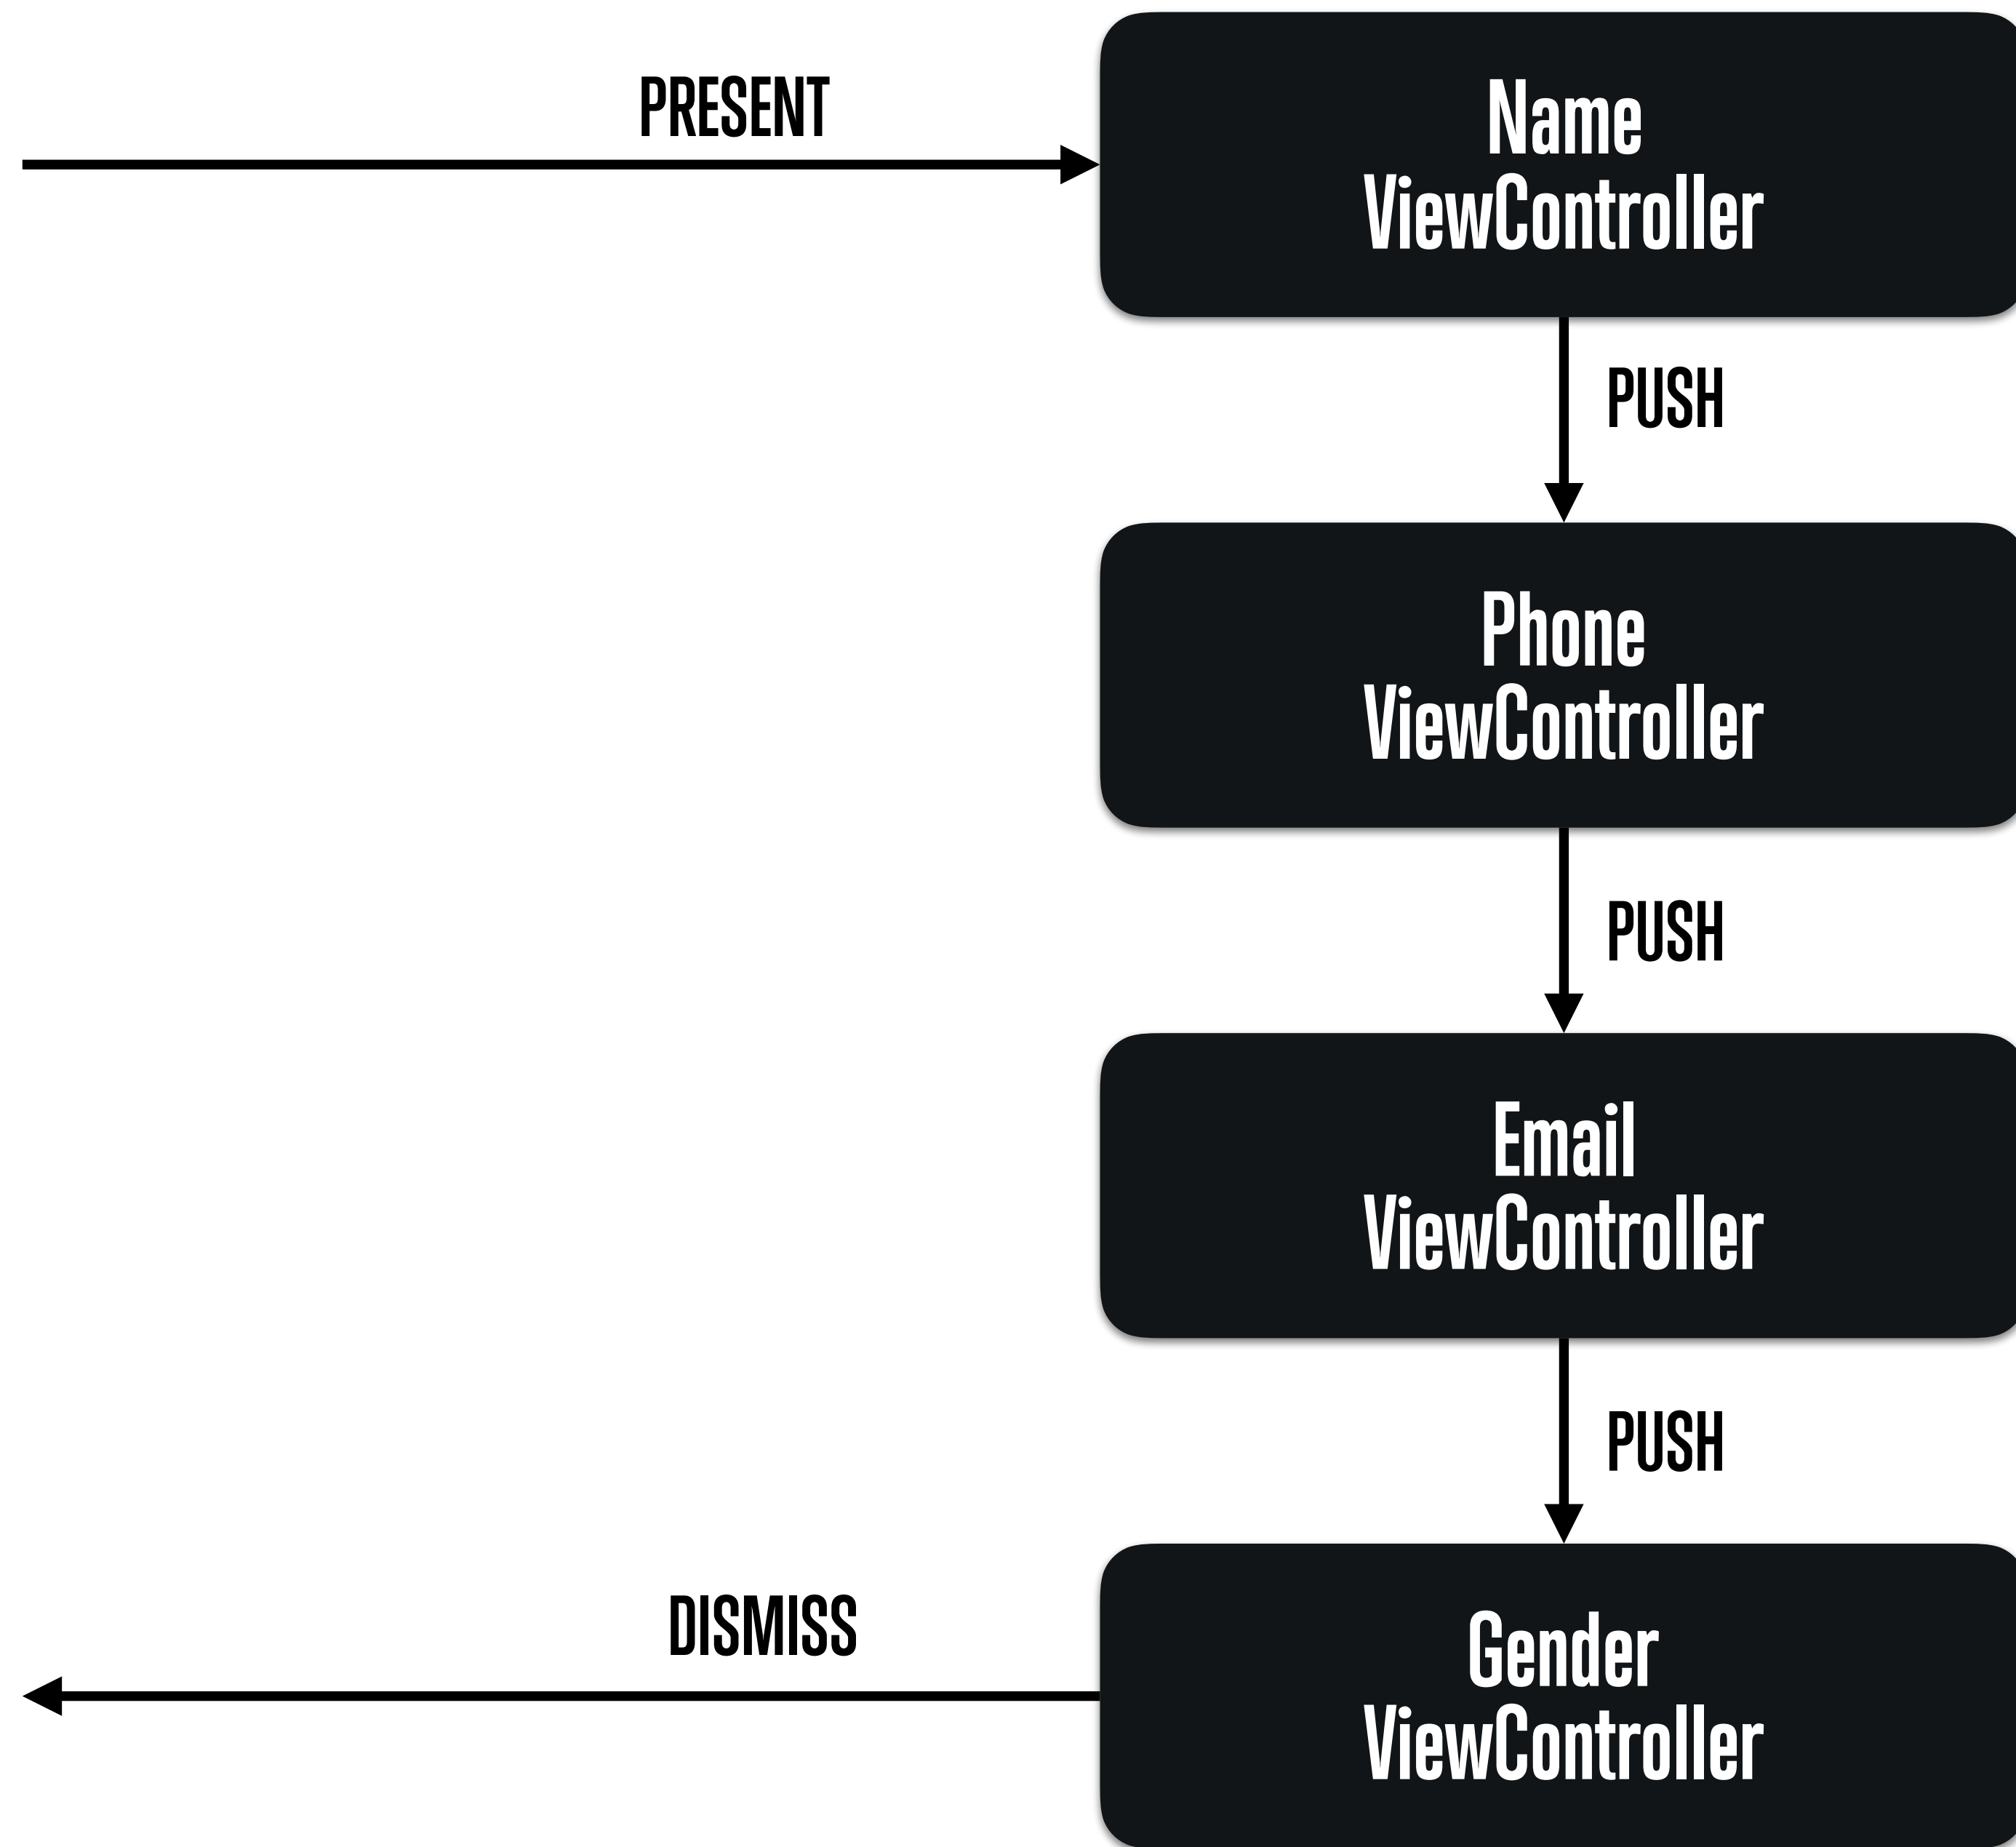 PRESENT
Name
ViewController
PUSH
Phone
ViewController
PUSH
Email
ViewController
PUSH
DISMISS
Gender
ViewController